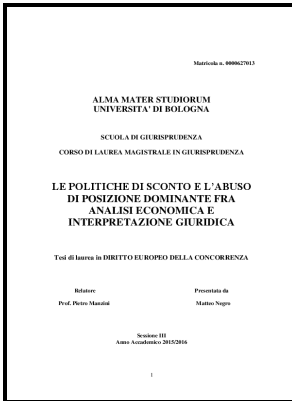 Matricola n. 0000627013
ALMA MATER STUDIORUM
UNIVERSITA' DI BOLOGNA
SCUOLA DI GIURISPRUDENZA
CORSO DI LAUREA MAGISTRALE IN GIURISPRUDENZA
LE POLITICHE DI SCONTO E L'ABUSO
DI POSIZIONE DOMINANTE FRA
ANALISI ECONOMICA E
INTERPRETAZIONE GIURIDICA
Tesi di laurea in DIRITTO EUROPEO DELLA CONCORRENZA
Relatore Presentata da
Prof. Pietro Manzini Matteo Negro
Sessione III
Anno Accademico 2015/2016
1